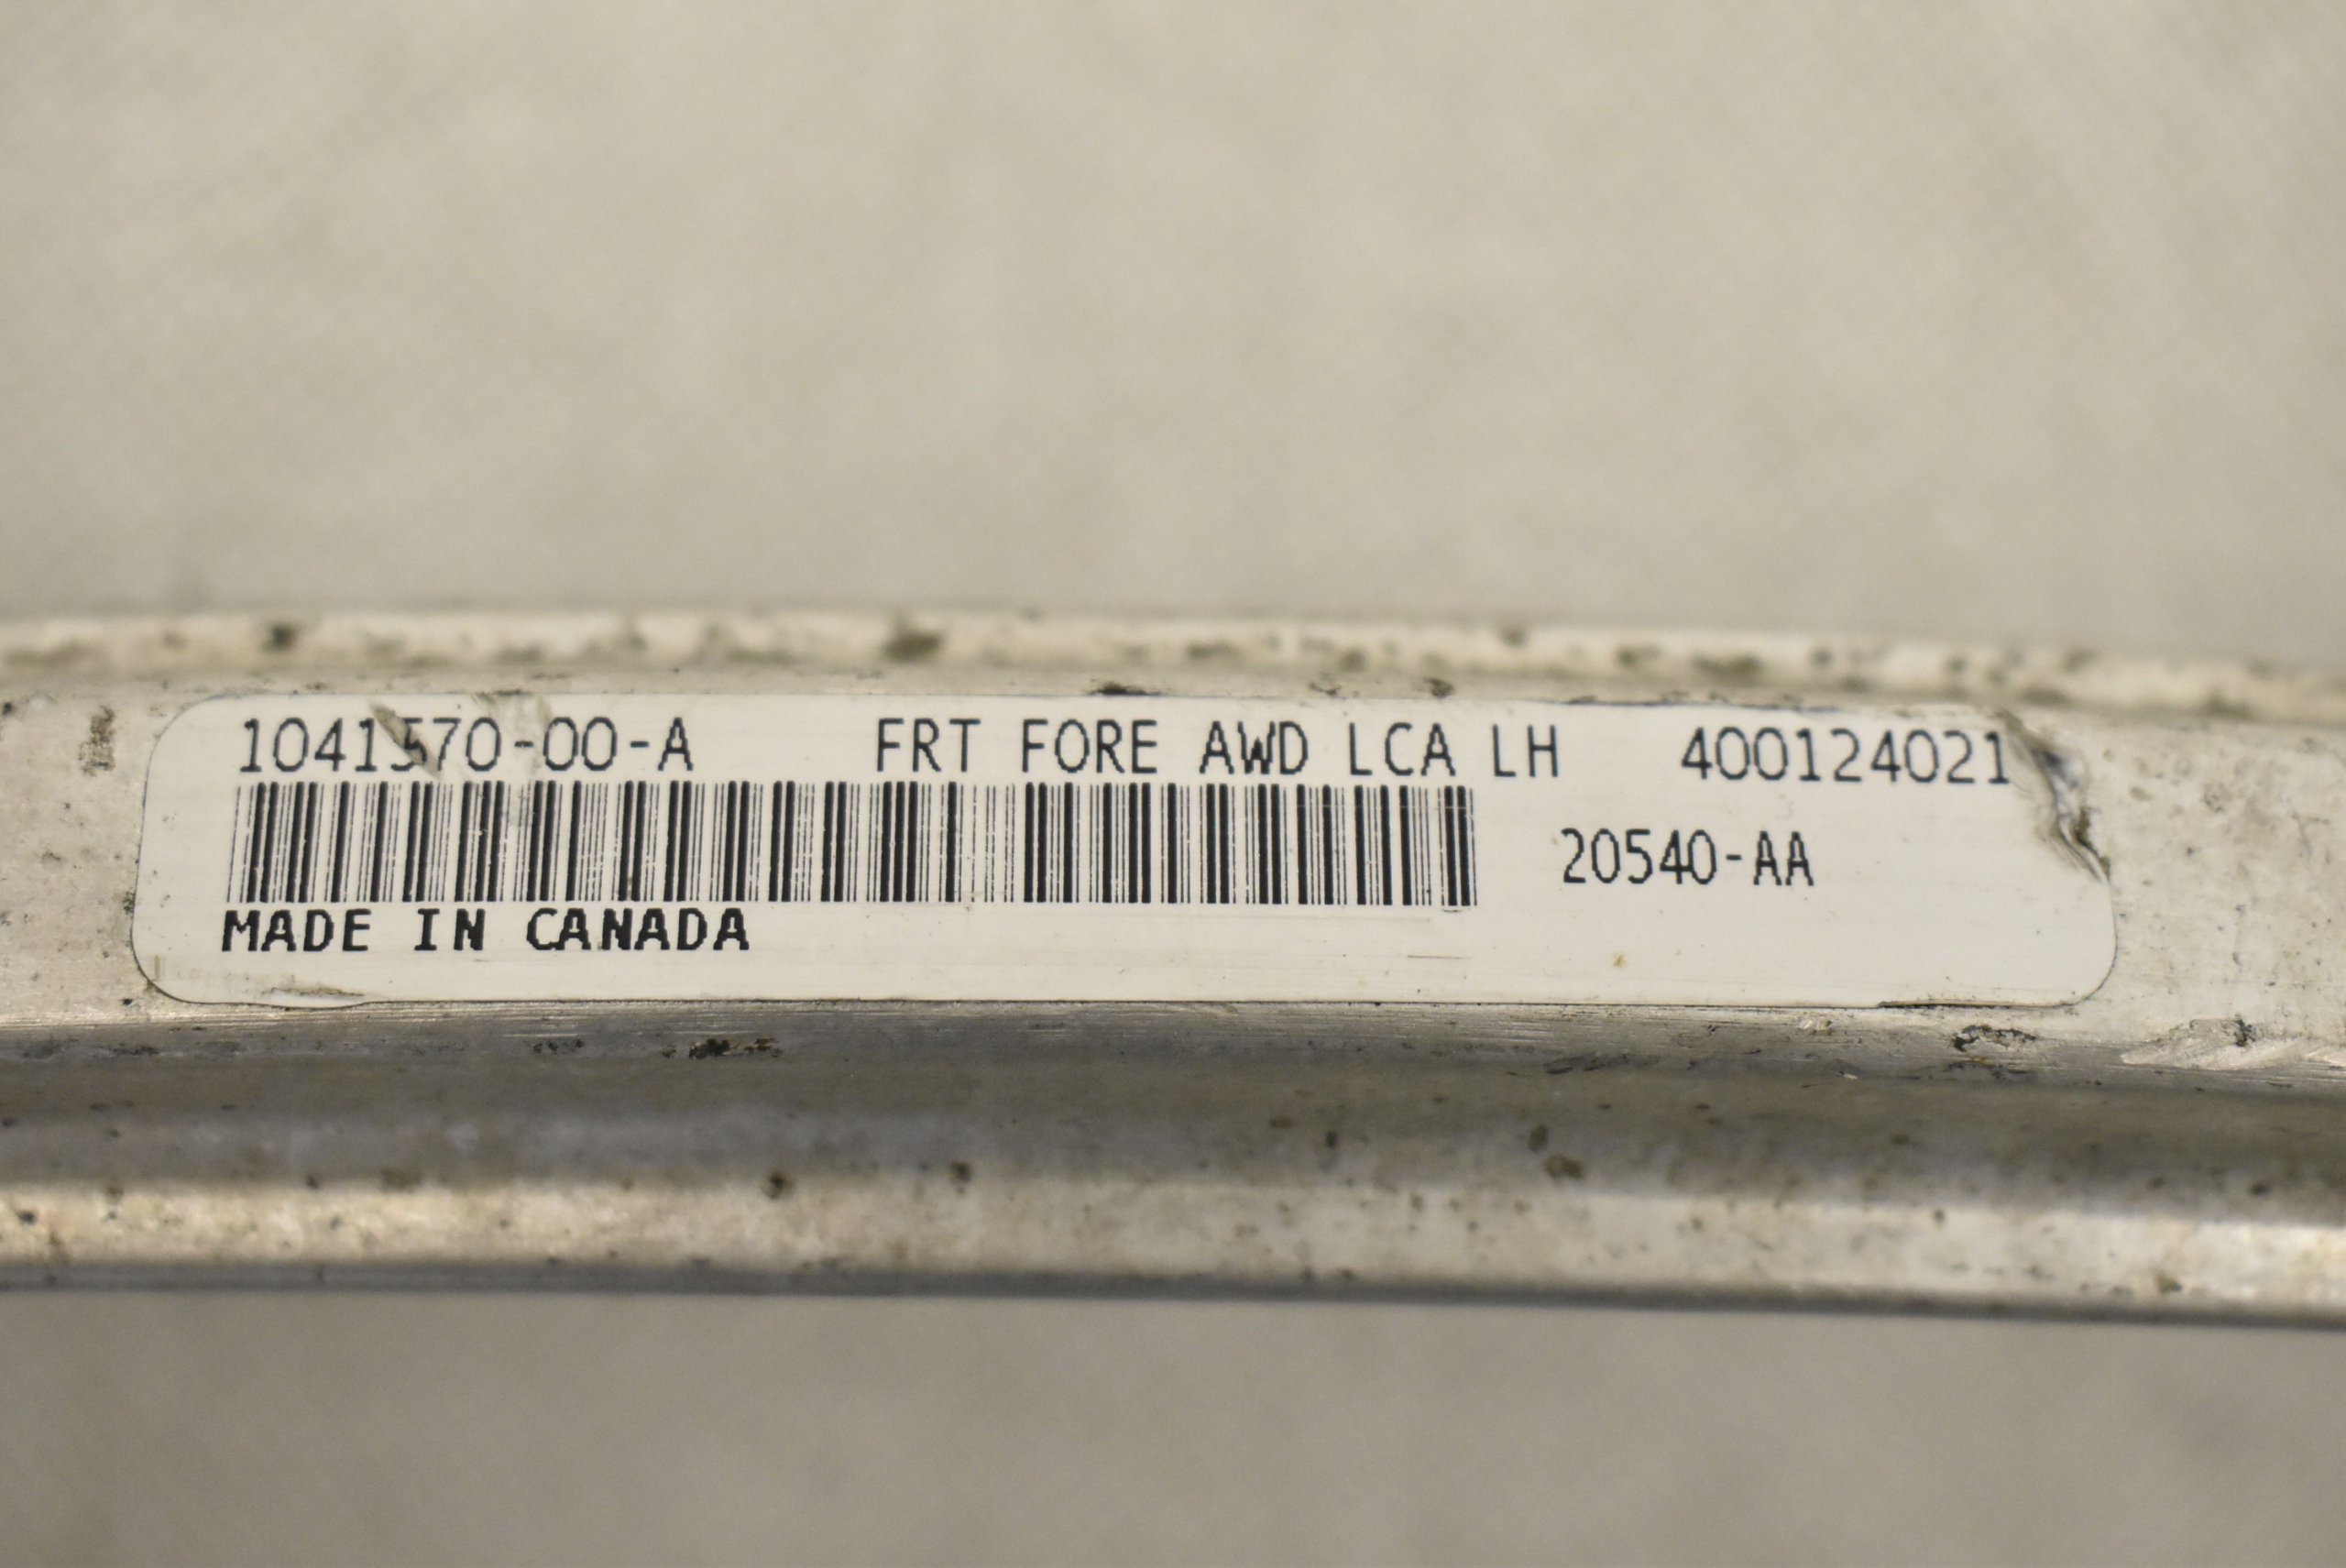 1041570-00-A FRT FORE AWD LCA LH 400124021
20540-AA
MADE IN CANADA